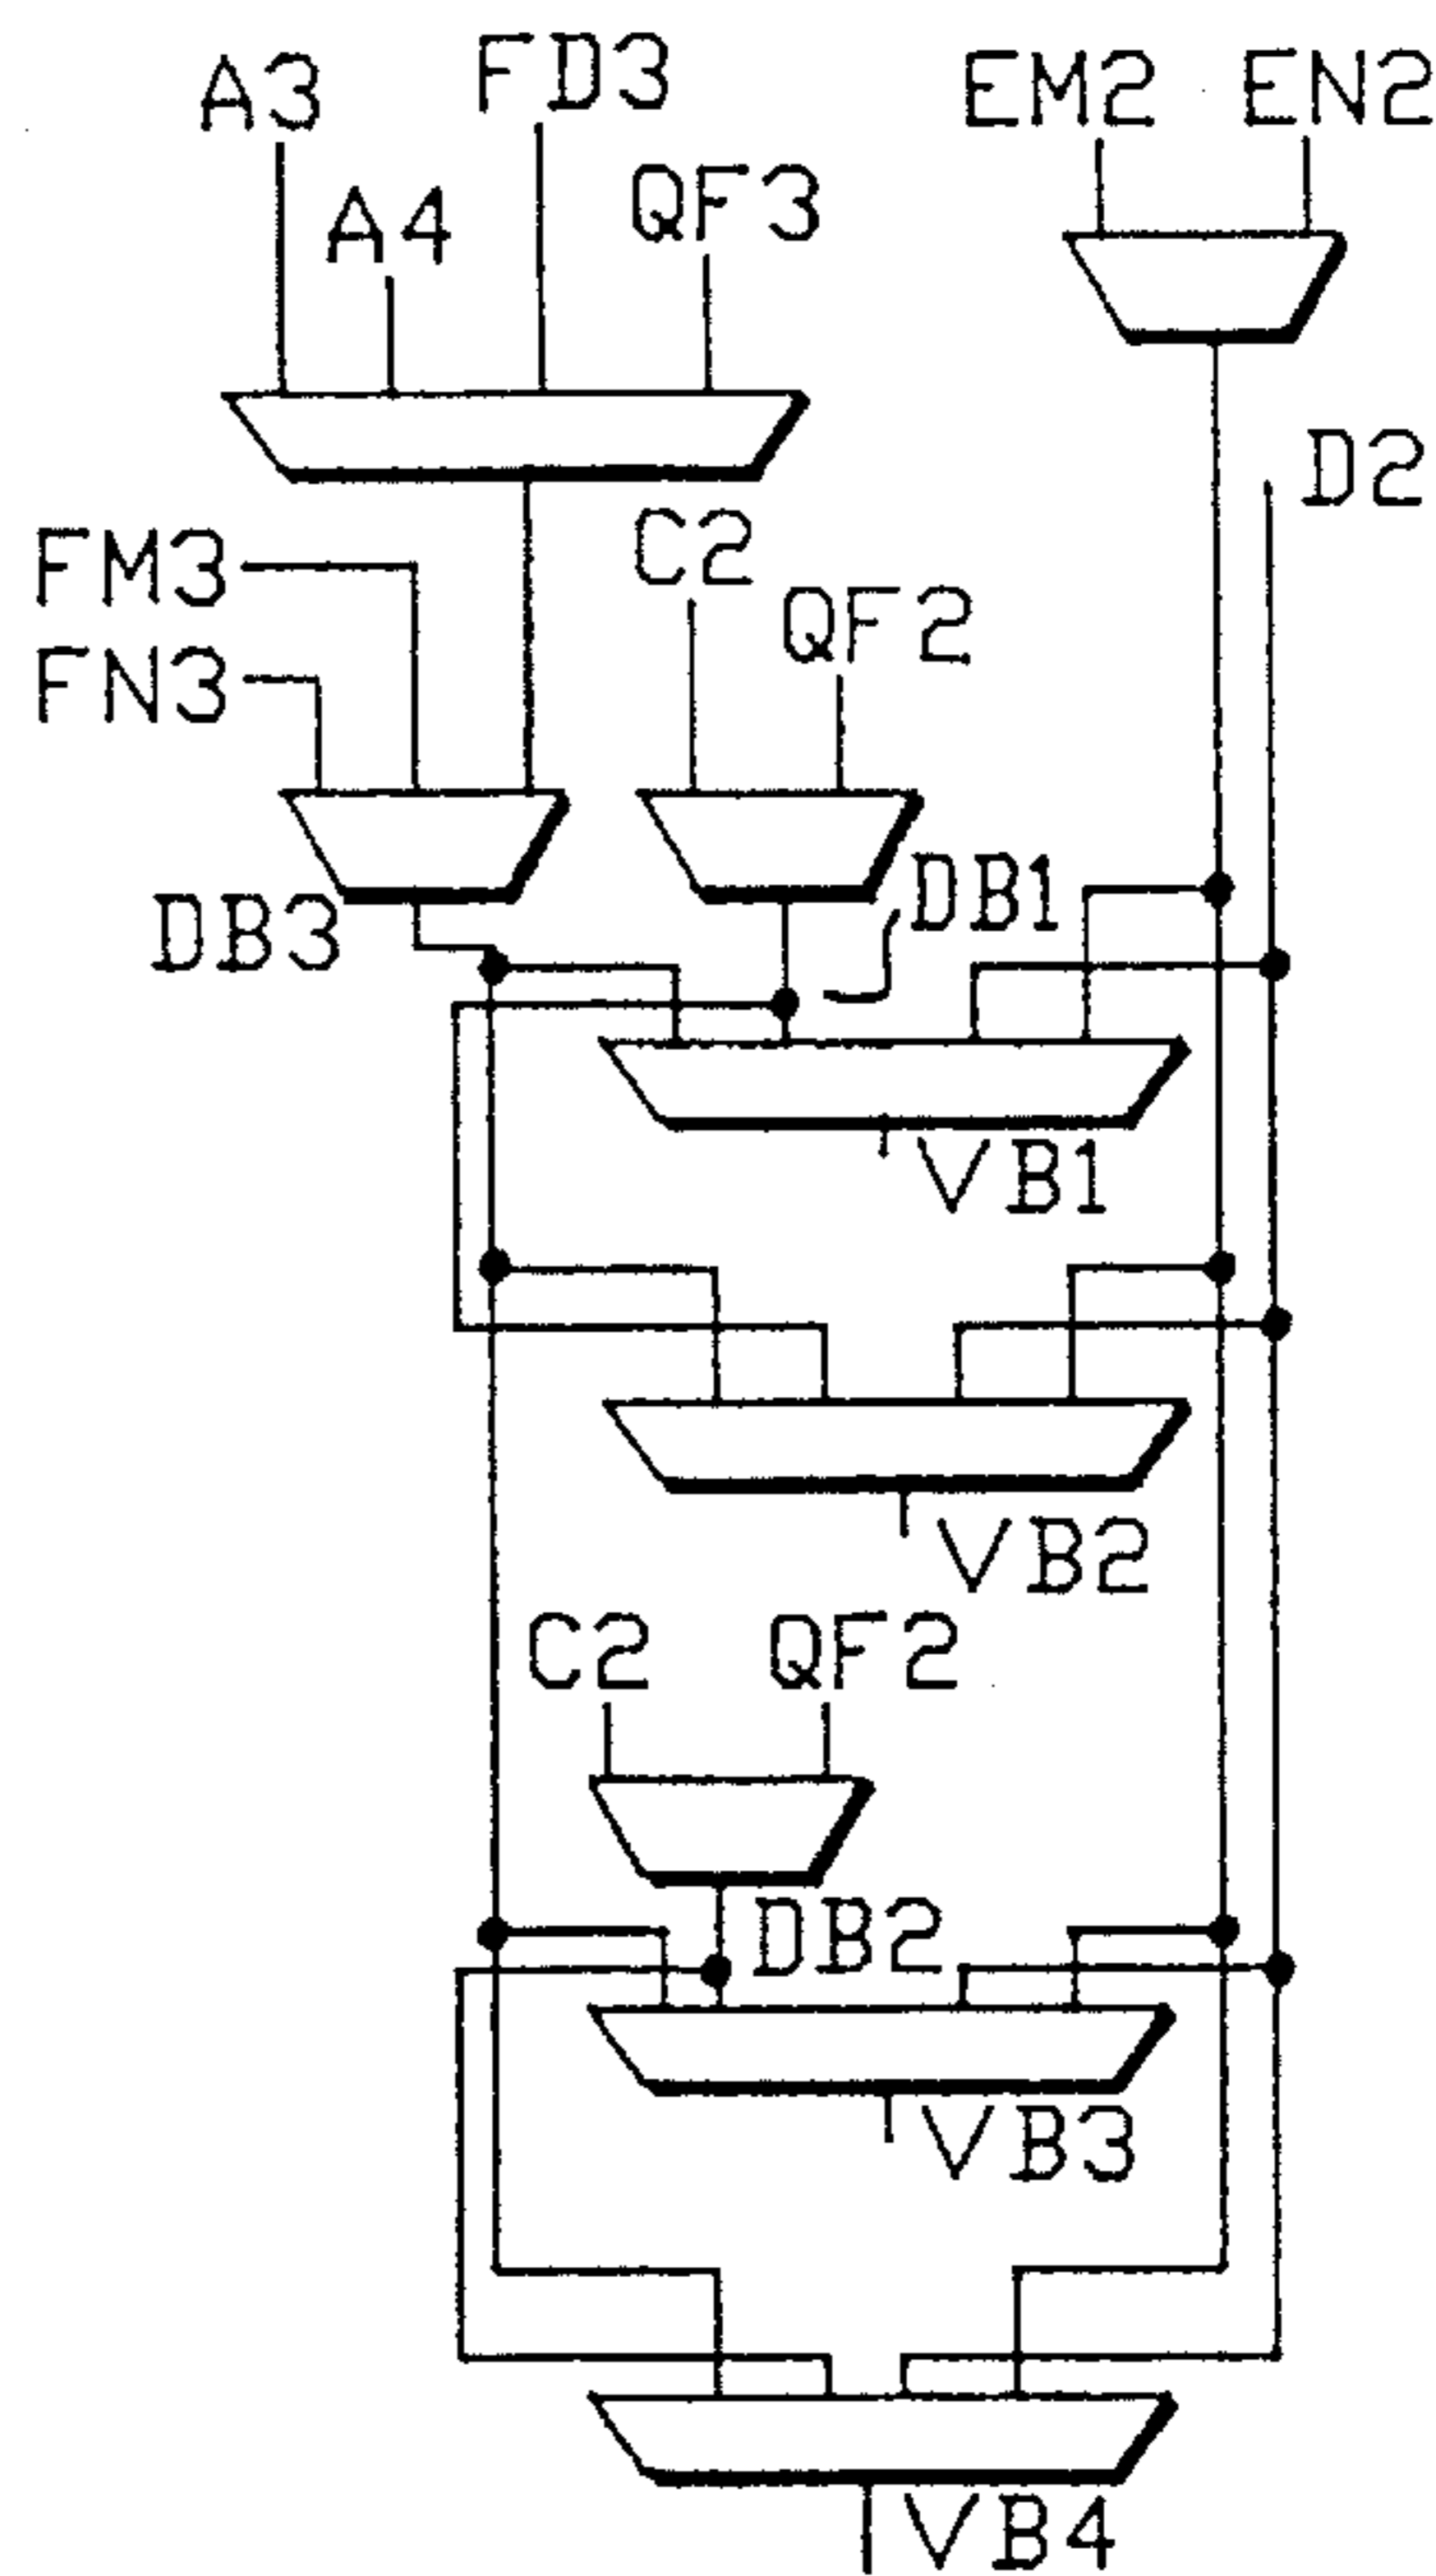 A3
FD3
EM2
EN2
A4
QF3
D2
FM3
C2
QF2
FN3
DB3
DB1
VB1
VB2
C2
QF2
DB2
VB3
VB4